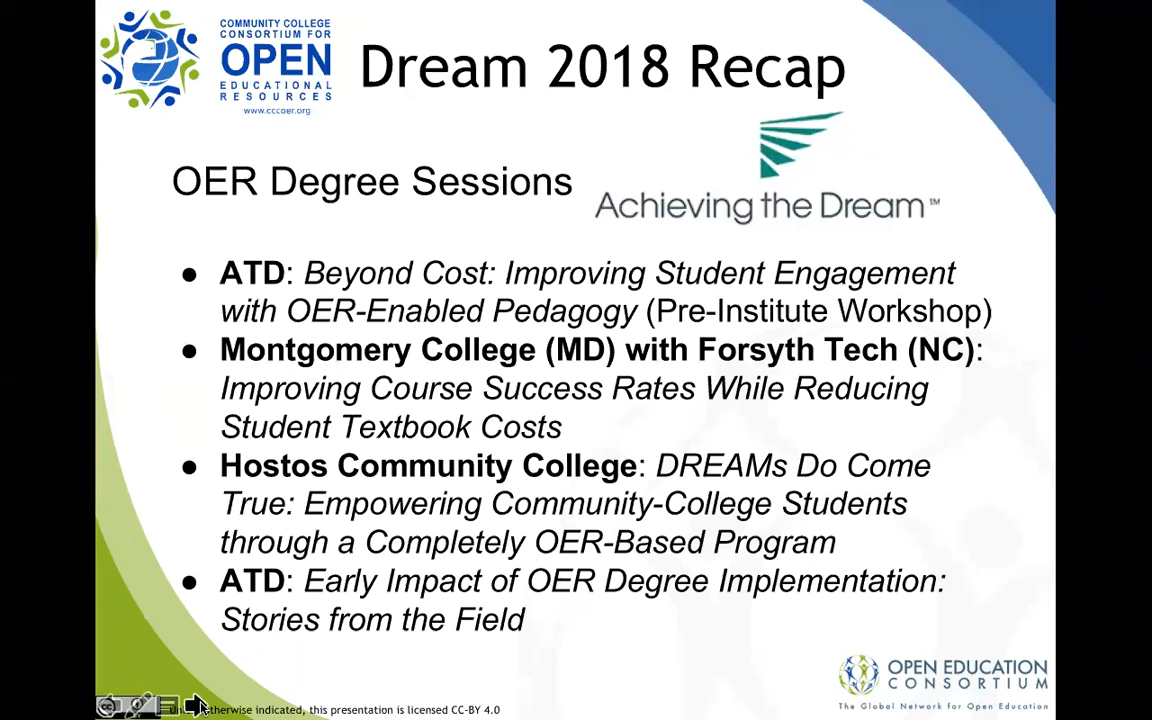 COMMUNITY COLLEGE
CONSORTIUM FOR
OPEN
EDUCATIONAL
RESOURCES
www.cccoer.org
Dream 2018 Recap
OER Degree Sessions
Achieving the Dream™
● ATD: Beyond Cost: Improving Student Engagement
with OER-Enabled Pedagogy (Pre-Institute Workshop)
● Montgomery College (MD) with Forsyth Tech (NC):
Improving Course Success Rates While Reducing
Student Textbook Costs
● Hostos Community College: DREAMs Do Come
True: Empowering Community-College Students
through a Completely OER-Based Program
● ATD: Early Impact of OER Degree Implementation:
Stories from the Field
OPEN EDUCATION
CONSORTIUM
The Global Network for Open Education
cc
otherwise indicated, this presentation is licensed CC-BY 4.0